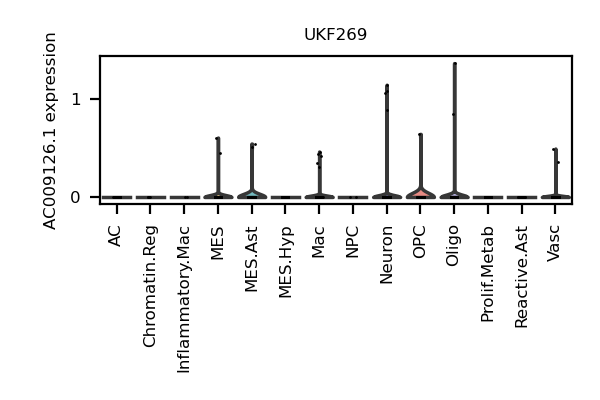 UKF269
AC009126.1 expression
1
0
AC
Chromatin.Reg
Inflammatory.Mac
MES
MES.Ast
MES.Hyp
Mac
NPC
Neuron
OPC
Oligo
Prolif.Metab
Reactive.Ast
Vasc